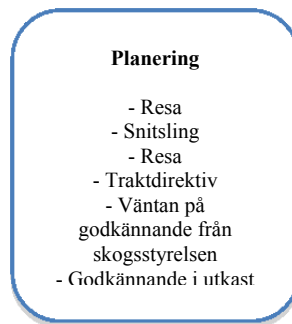 Planering
- Resa
- Snitsling
- Resa
- Traktdirektiv
- Väntan på
godkännande från
skogsstyrelsen
- Godkännande i utkast